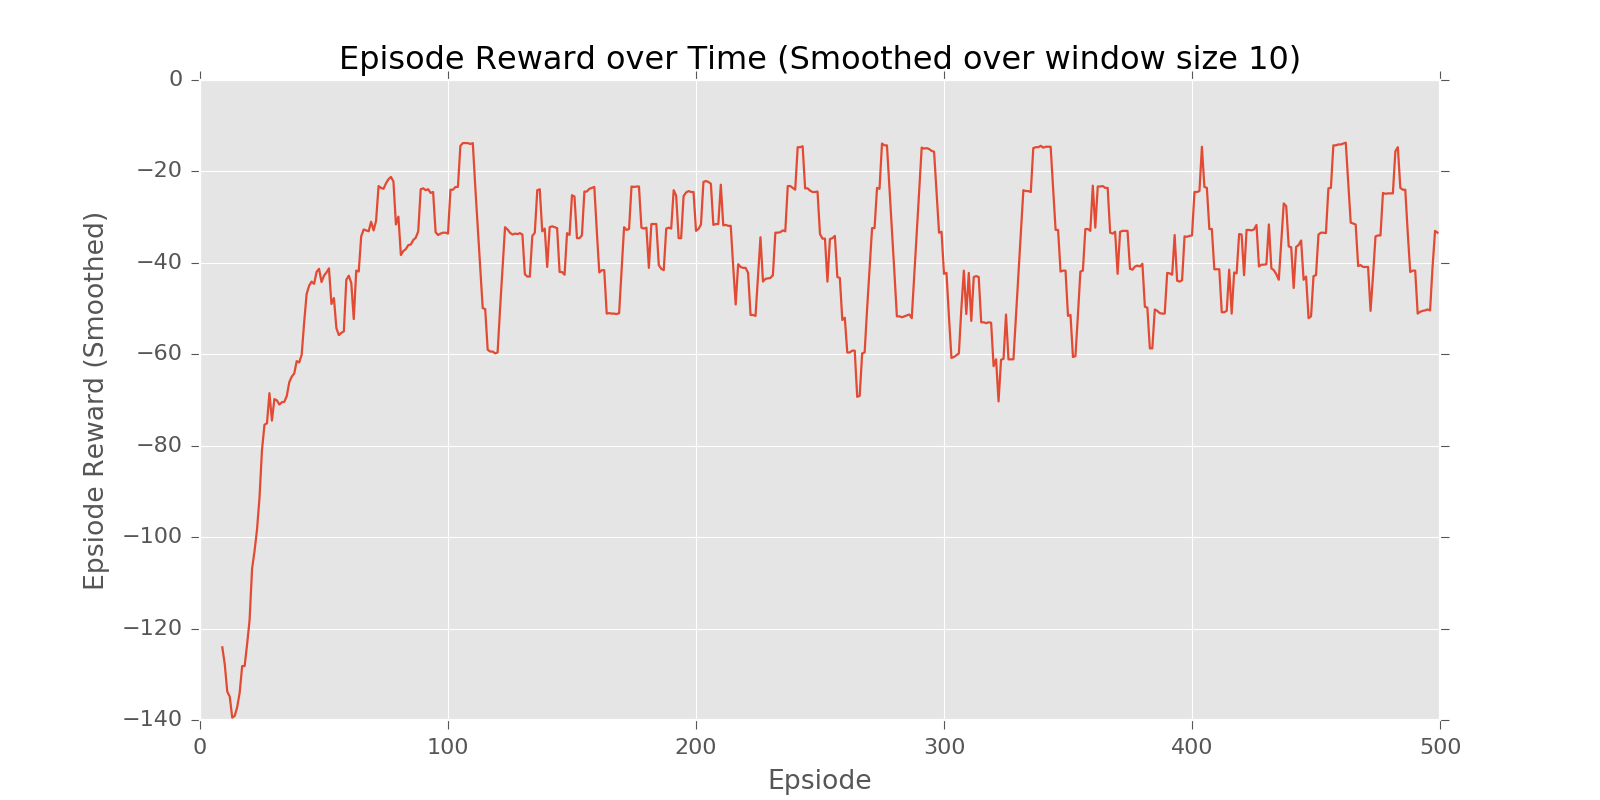 Episode Reward over Time (Smoothed over window size 10)
Epsiode Reward (Smoothed)
0
−20
−40
−60
−80
−100
−120
−140
0 100 200 300 400 500
Epsiode